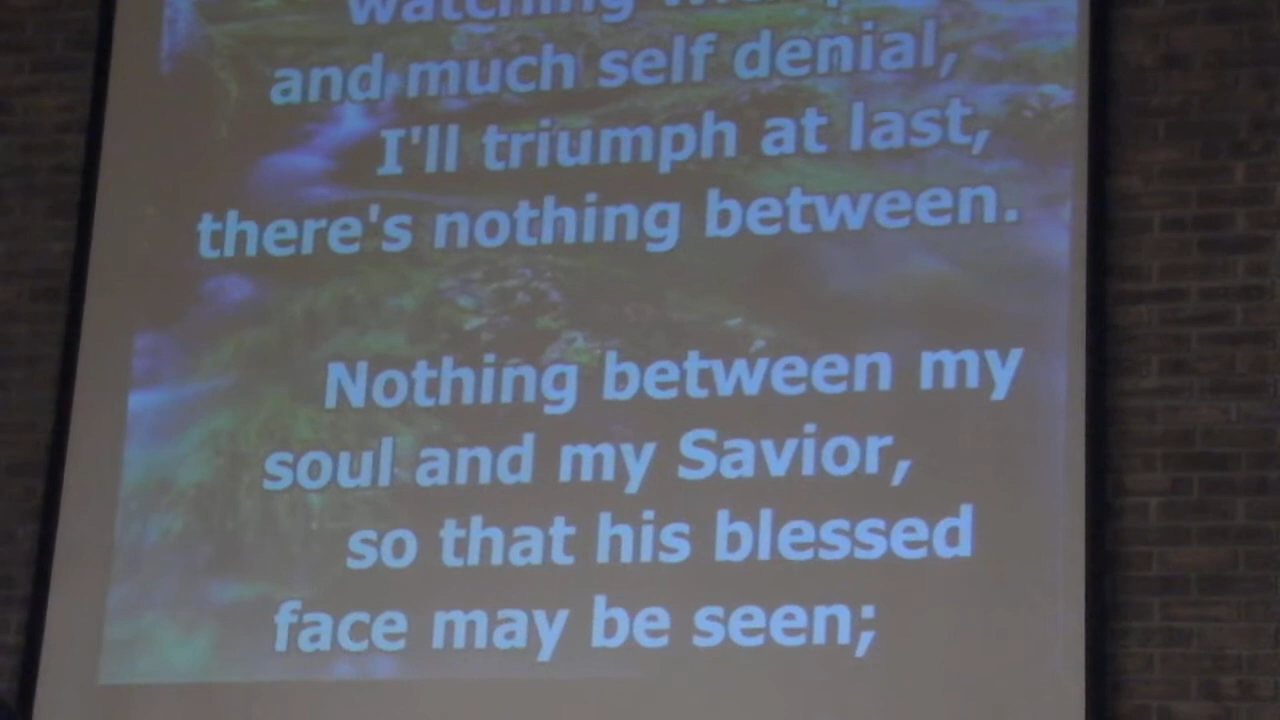 watching
and much self denial,
I'll triumph at last,
there's nothing between.
Nothing between my
soul and my Savior,
so that his blessed
face may be seen;